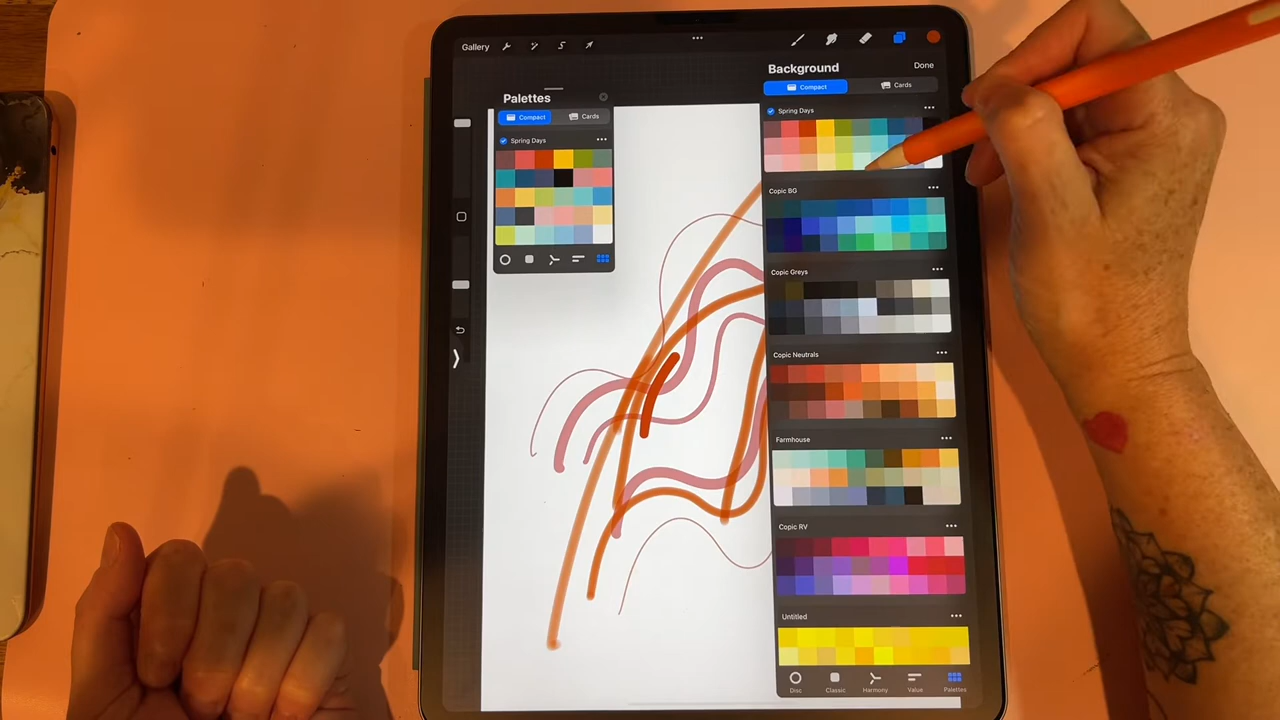 Gallery
Background
Done
Compact
Cards
Palettes
Compact
Cards
Spring Days
Spring Days
Copic BG
Copic Greys
Copic Neutrals
Farmhouse
Copic RV
Untitled
Disc
Classic
Harmony
Value
Palettes